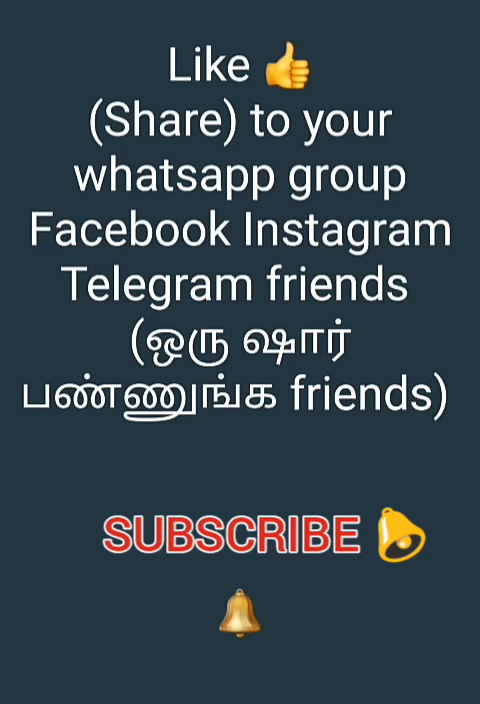 Like 👍
(Share) to your
whatsapp group
Facebook Instagram
Telegram friends
(ஒரு ஷார்
பண்ணுங்க friends)
SUBSCRIBE 🔔
🔔